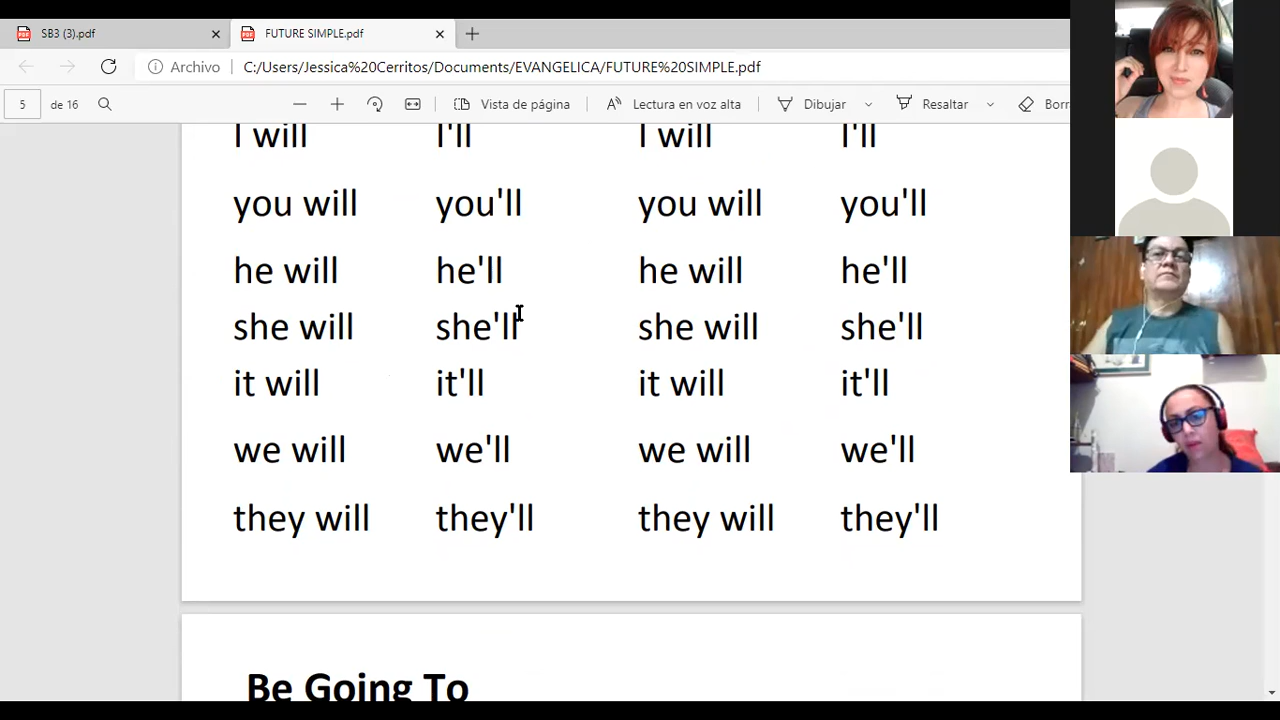 SB3 (3).pdf FUTURE SIMPLE.pdf
Archivo C:/Users/Jessica%20Cerritos/Documents/EVANGELICA/FUTURE%20SIMPLE.pdf
5 de 16 Vista de página Lectura en voz alta Dibujar Resaltar Borr
I will I'll I will I'll
you will you'll you will you'll
he will he'll he will he'll
she will she'll she will she'll
it will it'll it will it'll
we will we'll we will we'll
they will they'll they will they'll
Be Going To